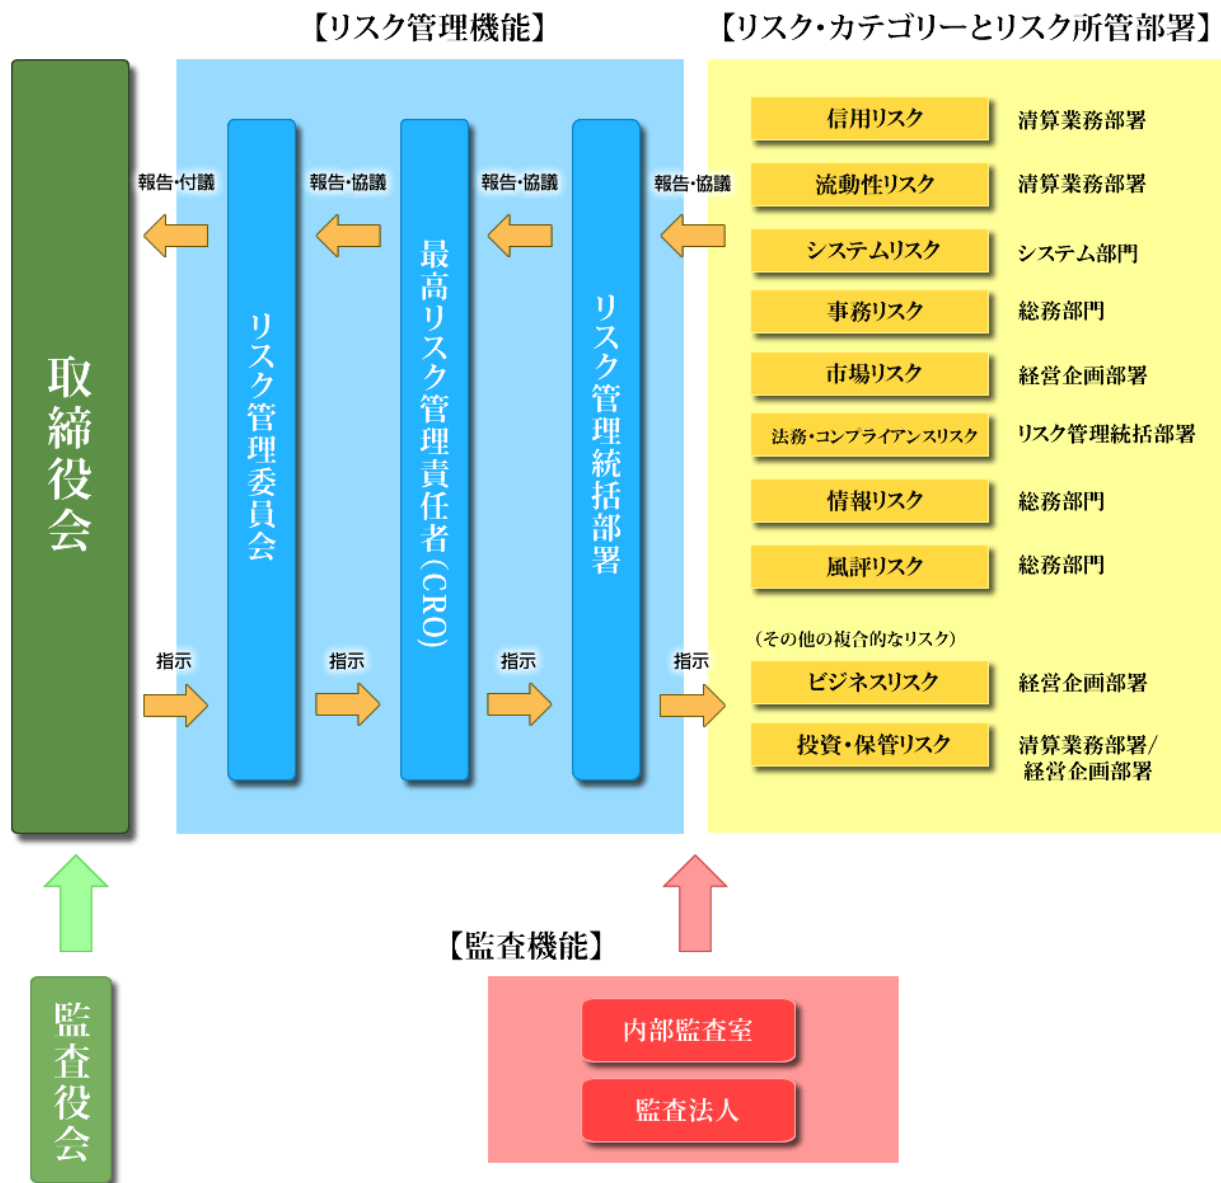 【リスク管理機能】
【リスク・カテゴリーとリスク所管部署】
取締役会
報告・付議
報告・協議
報告・協議
報告・協議
リスク管理委員会
最高リスク管理責任者(CRO)
リスク管理統括部署
指示
指示
指示
指示
信用リスク 清算業務部署
流動性リスク 清算業務部署
システムリスク システム部門
事務リスク 総務部門
市場リスク 経営企画部署
法務・コンプライアンスリスク リスク管理統括部署
情報リスク 総務部門
風評リスク 総務部門
(その他の複合的なリスク)
ビジネスリスク 経営企画部署
投資・保管リスク 清算業務部署/
経営企画部署
監査役会
【監査機能】
内部監査室
監査法人